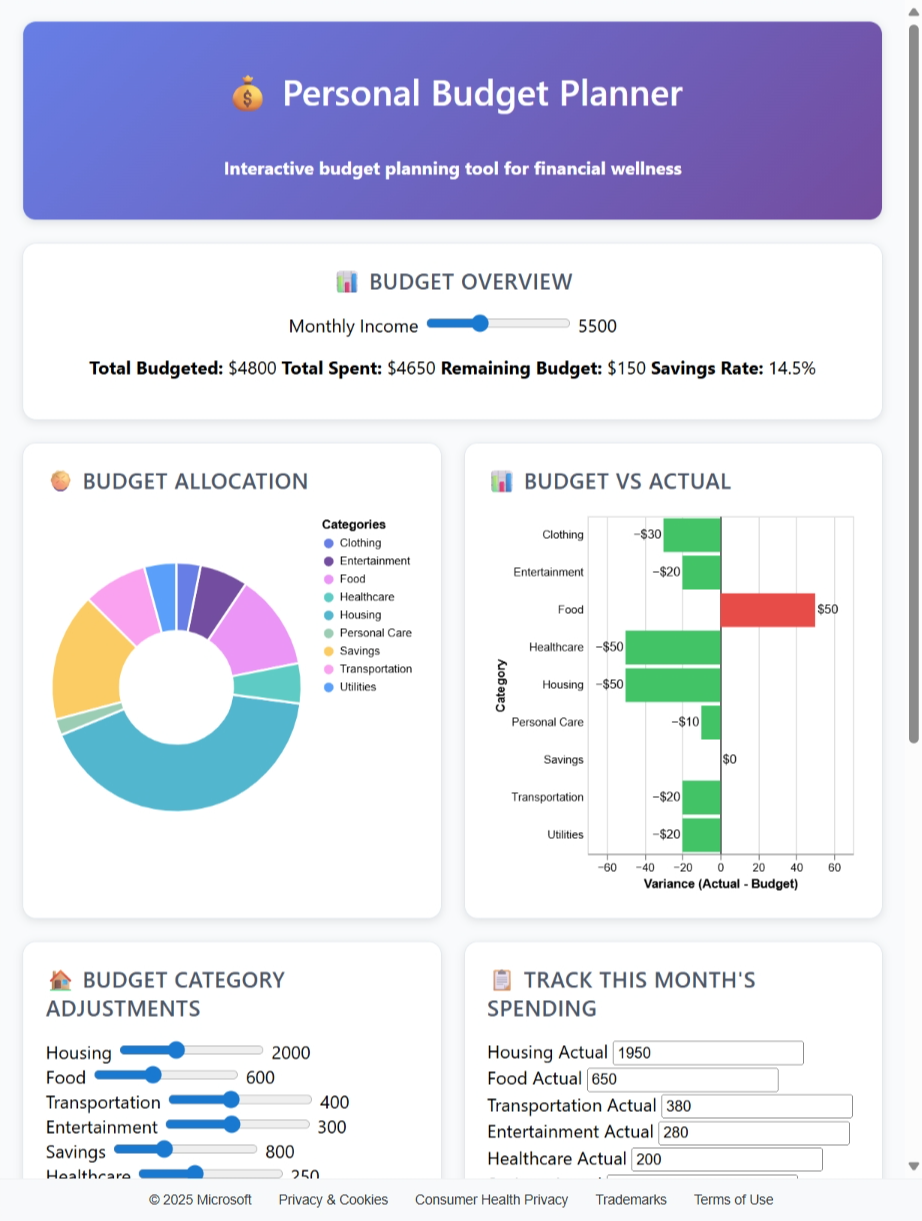 Personal Budget Planner
Interactive budget planning tool for financial wellness
BUDGET OVERVIEW
Monthly Income 5500
Total Budgeted: $4800 Total Spent: $4650 Remaining Budget: $150 Savings Rate: 14.5%
BUDGET ALLOCATION
Categories
Clothing
Entertainment
Food
Healthcare
Housing
Personal Care
Savings
Transportation
Utilities
BUDGET VS ACTUAL
Category
Clothing −$30
Entertainment −$20
Food $50
Healthcare −$50
Housing −$50
Personal Care −$10
Savings $0
Transportation −$20
Utilities −$20
−60 −40 −20 0 20 40 60
Variance (Actual - Budget)
BUDGET CATEGORY
ADJUSTMENTS
Housing 2000
Food 600
Transportation 400
Entertainment 300
Savings 800
Healthcare 250
TRACK THIS MONTH'S
SPENDING
Housing Actual 1950
Food Actual 650
Transportation Actual 380
Entertainment Actual 280
Healthcare Actual 200
© 2025 Microsoft Privacy & Cookies Consumer Health Privacy Trademarks Terms of Use